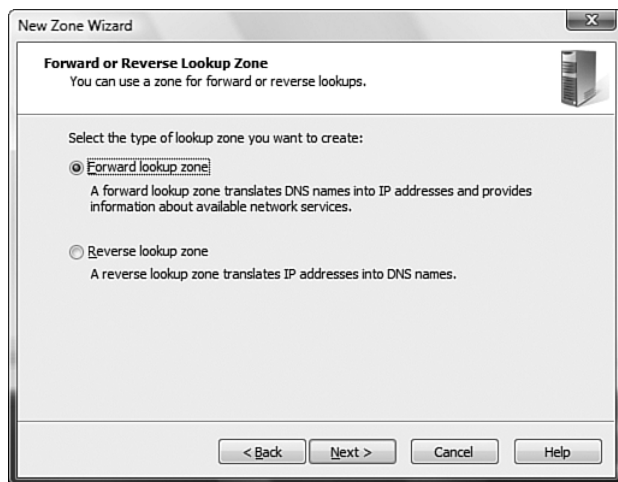 New Zone Wizard
Forward or Reverse Lookup Zone
You can use a zone for forward or reverse lookups.
Select the type of lookup zone you want to create:
Forward lookup zone
A forward lookup zone translates DNS names into IP addresses and provides
information about available network services.
Reverse lookup zone
A reverse lookup zone translates IP addresses into DNS names.
< Back
Next >
Cancel
Help